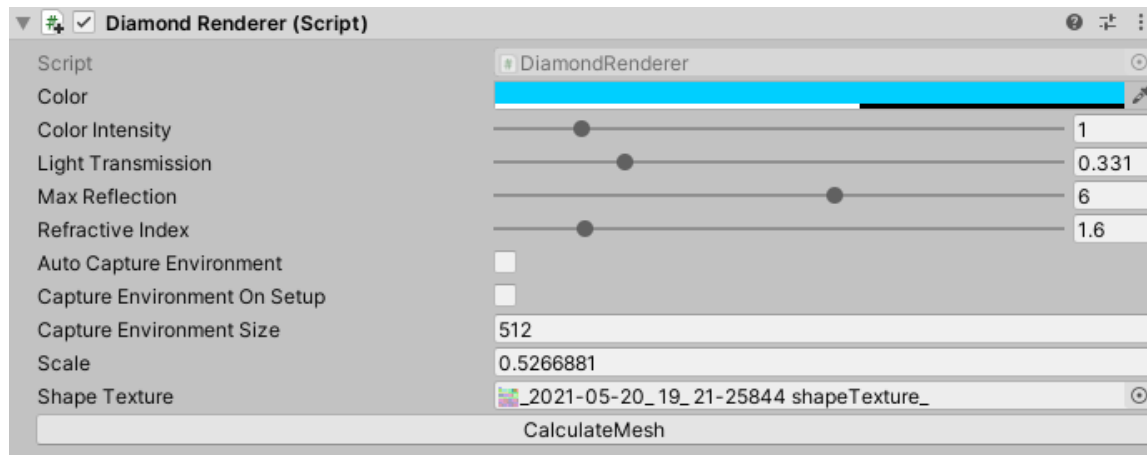 Diamond Renderer (Script)
Script DiamondRenderer
Color
Color Intensity 1
Light Transmission 0.331
Max Reflection 6
Refractive Index 1.6
Auto Capture Environment
Capture Environment On Setup
Capture Environment Size 512
Scale 0.5266881
Shape Texture _2021-05-20_19_21-25844 shapeTexture_
CalculateMesh